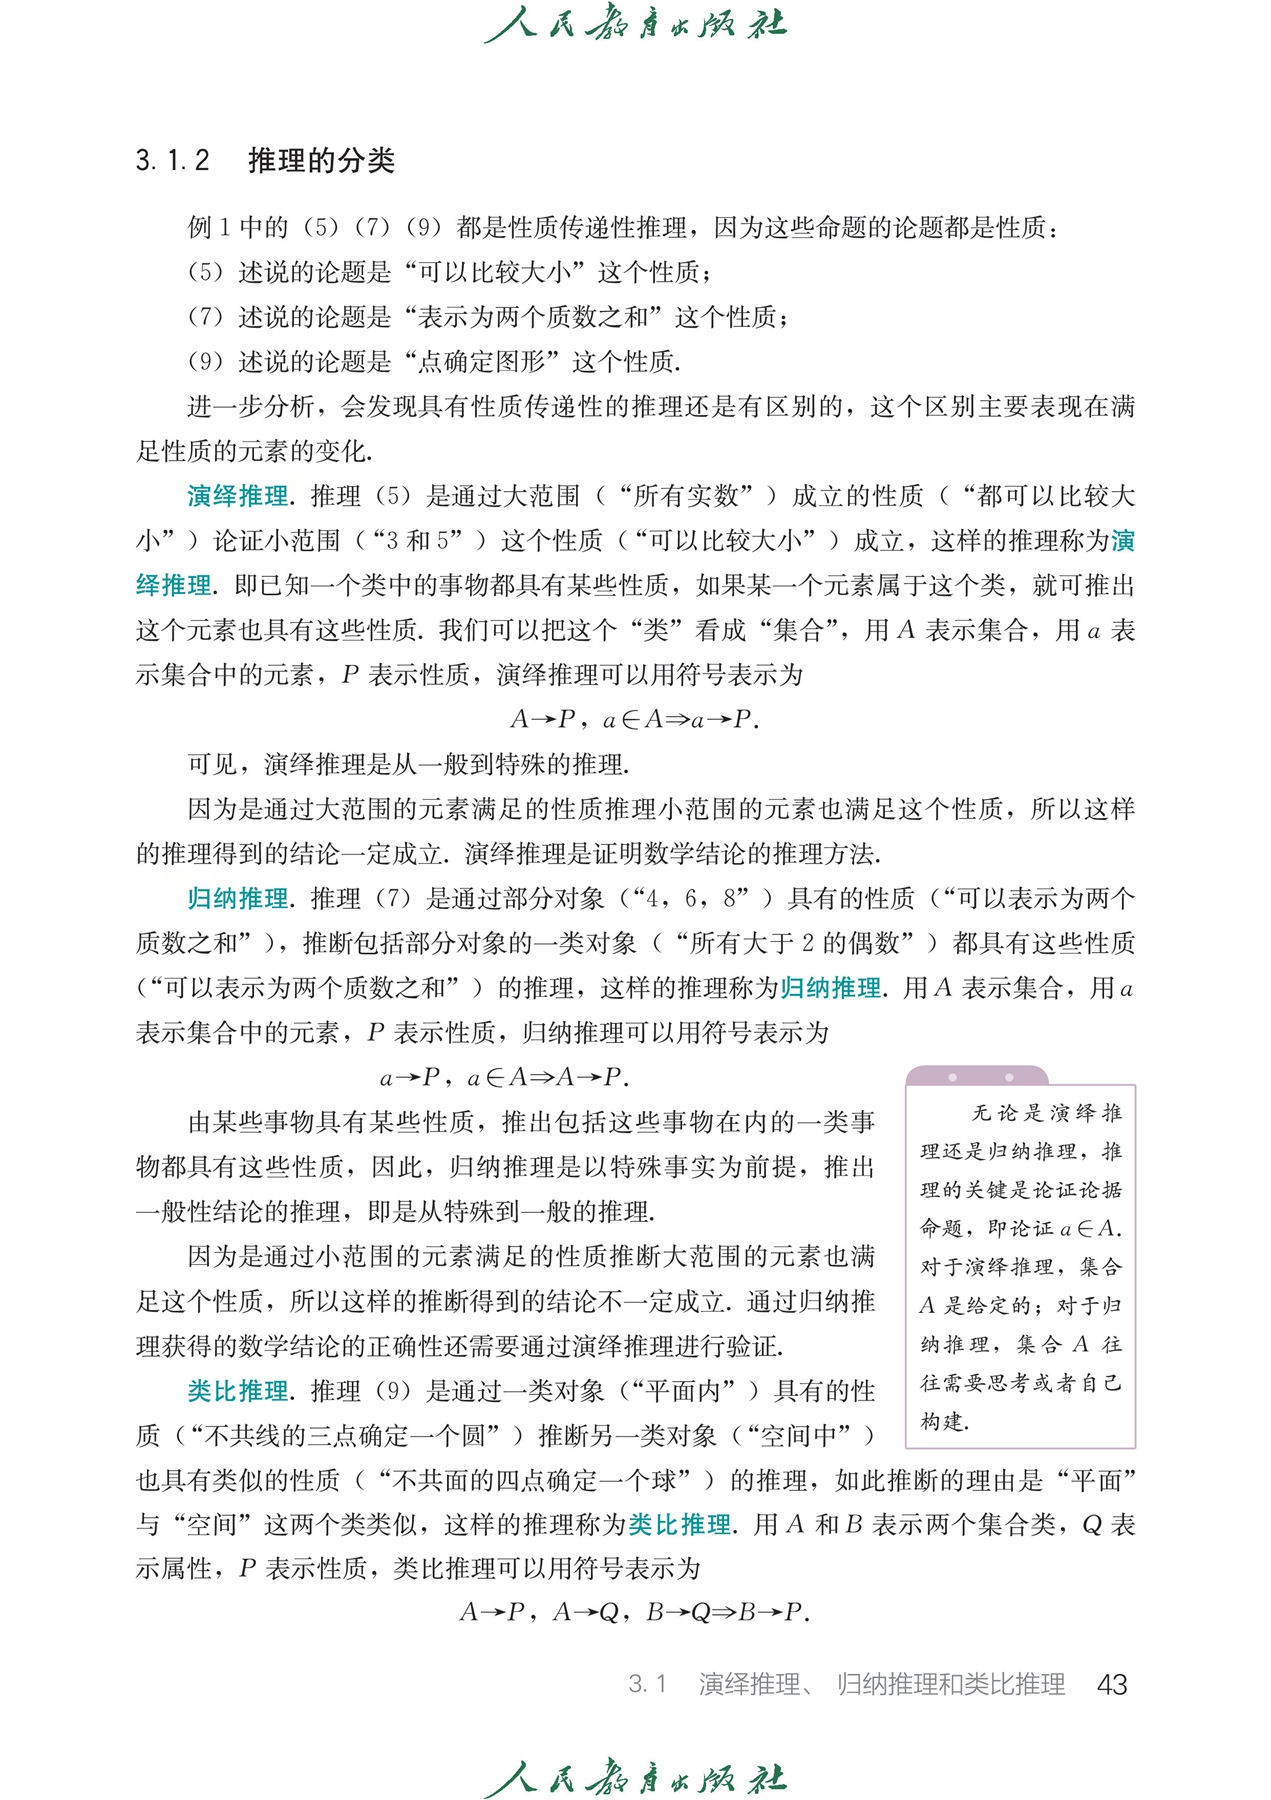 人民教育出版社
3.1.2 推理的分类
例1中的（5）（7）（9）都是性质传递性推理，因为这些命题的论题都是性质：
（5）述说的论题是“可以比较大小”这个性质；
（7）述说的论题是“表示为两个质数之和”这个性质；
（9）述说的论题是“点确定图形”这个性质．
进一步分析，会发现具有性质传递性的推理还是有区别的，这个区别主要表现在满
足性质的元素的变化．
演绎推理．推理（5）是通过大范围（“所有实数”）成立的性质（“都可以比较大
小”）论证小范围（“3和5”）这个性质（“可以比较大小”）成立，这样的推理称为演
绎推理．即已知一个类中的事物都具有某些性质，如果某一个元素属于这个类，就可推出
这个元素也具有这些性质．我们可以把这个“类”看成“集合”，用A表示集合，用a表
示集合中的元素，P表示性质，演绎推理可以用符号表示为
A→P，a∈A⇒a→P．
可见，演绎推理是从一般到特殊的推理．
因为是通过大范围的元素满足的性质推理小范围的元素也满足这个性质，所以这样
的推理得到的结论一定成立．演绎推理是证明数学结论的推理方法．
归纳推理．推理（7）是通过部分对象（“4，6，8”）具有的性质（“可以表示为两个
质数之和”），推断包括部分对象的一类对象（“所有大于2的偶数”）都具有这些性质
（“可以表示为两个质数之和”）的推理，这样的推理称为归纳推理．用A表示集合，用a
表示集合中的元素，P表示性质，归纳推理可以用符号表示为
a→P，a∈A⇒A→P．
由某些事物具有某些性质，推出包括这些事物在内的一类事
物都具有这些性质，因此，归纳推理是以特殊事实为前提，推出
一般性结论的推理，即是从特殊到一般的推理．
因为是通过小范围的元素满足的性质推断大范围的元素也满
足这个性质，所以这样的推断得到的结论不一定成立．通过归纳推
理获得的数学结论的正确性还需要通过演绎推理进行验证．
无论是演绎推
理还是归纳推理，推
理的关键是论证论据
命题，即论证a∈A．
对于演绎推理，集合
A是给定的；对于归
纳推理，集合A往
往需要思考或者自己
构建．
类比推理．推理（9）是通过一类对象（“平面内”）具有的性
质（“不共线的三点确定一个圆”）推断另一类对象（“空间中”）
也具有类似的性质（“不共面的四点确定一个球”）的推理，如此推断的理由是“平面”
与“空间”这两个类类似，这样的推理称为类比推理．用A和B表示两个集合类，Q表
示属性，P表示性质，类比推理可以用符号表示为
A→P，A→Q，B→Q⇒B→P．
3.1 演绎推理、归纳推理和类比推理 43
人民教育出版社